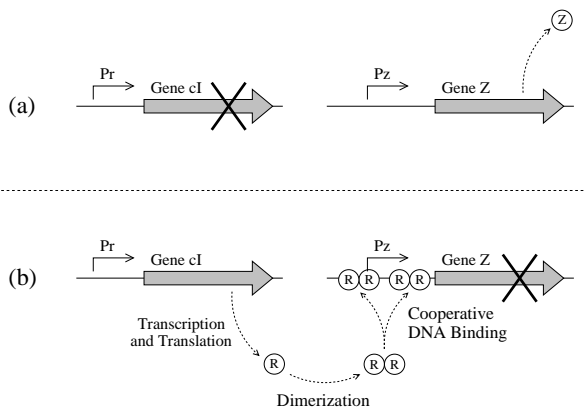 Z
Pr
Pz
Gene cI
Gene Z
(a)
Pr
Pz
Gene cI
Gene Z
(b)
R R R R
Transcription
and Translation
Cooperative
DNA Binding
R
R R
Dimerization